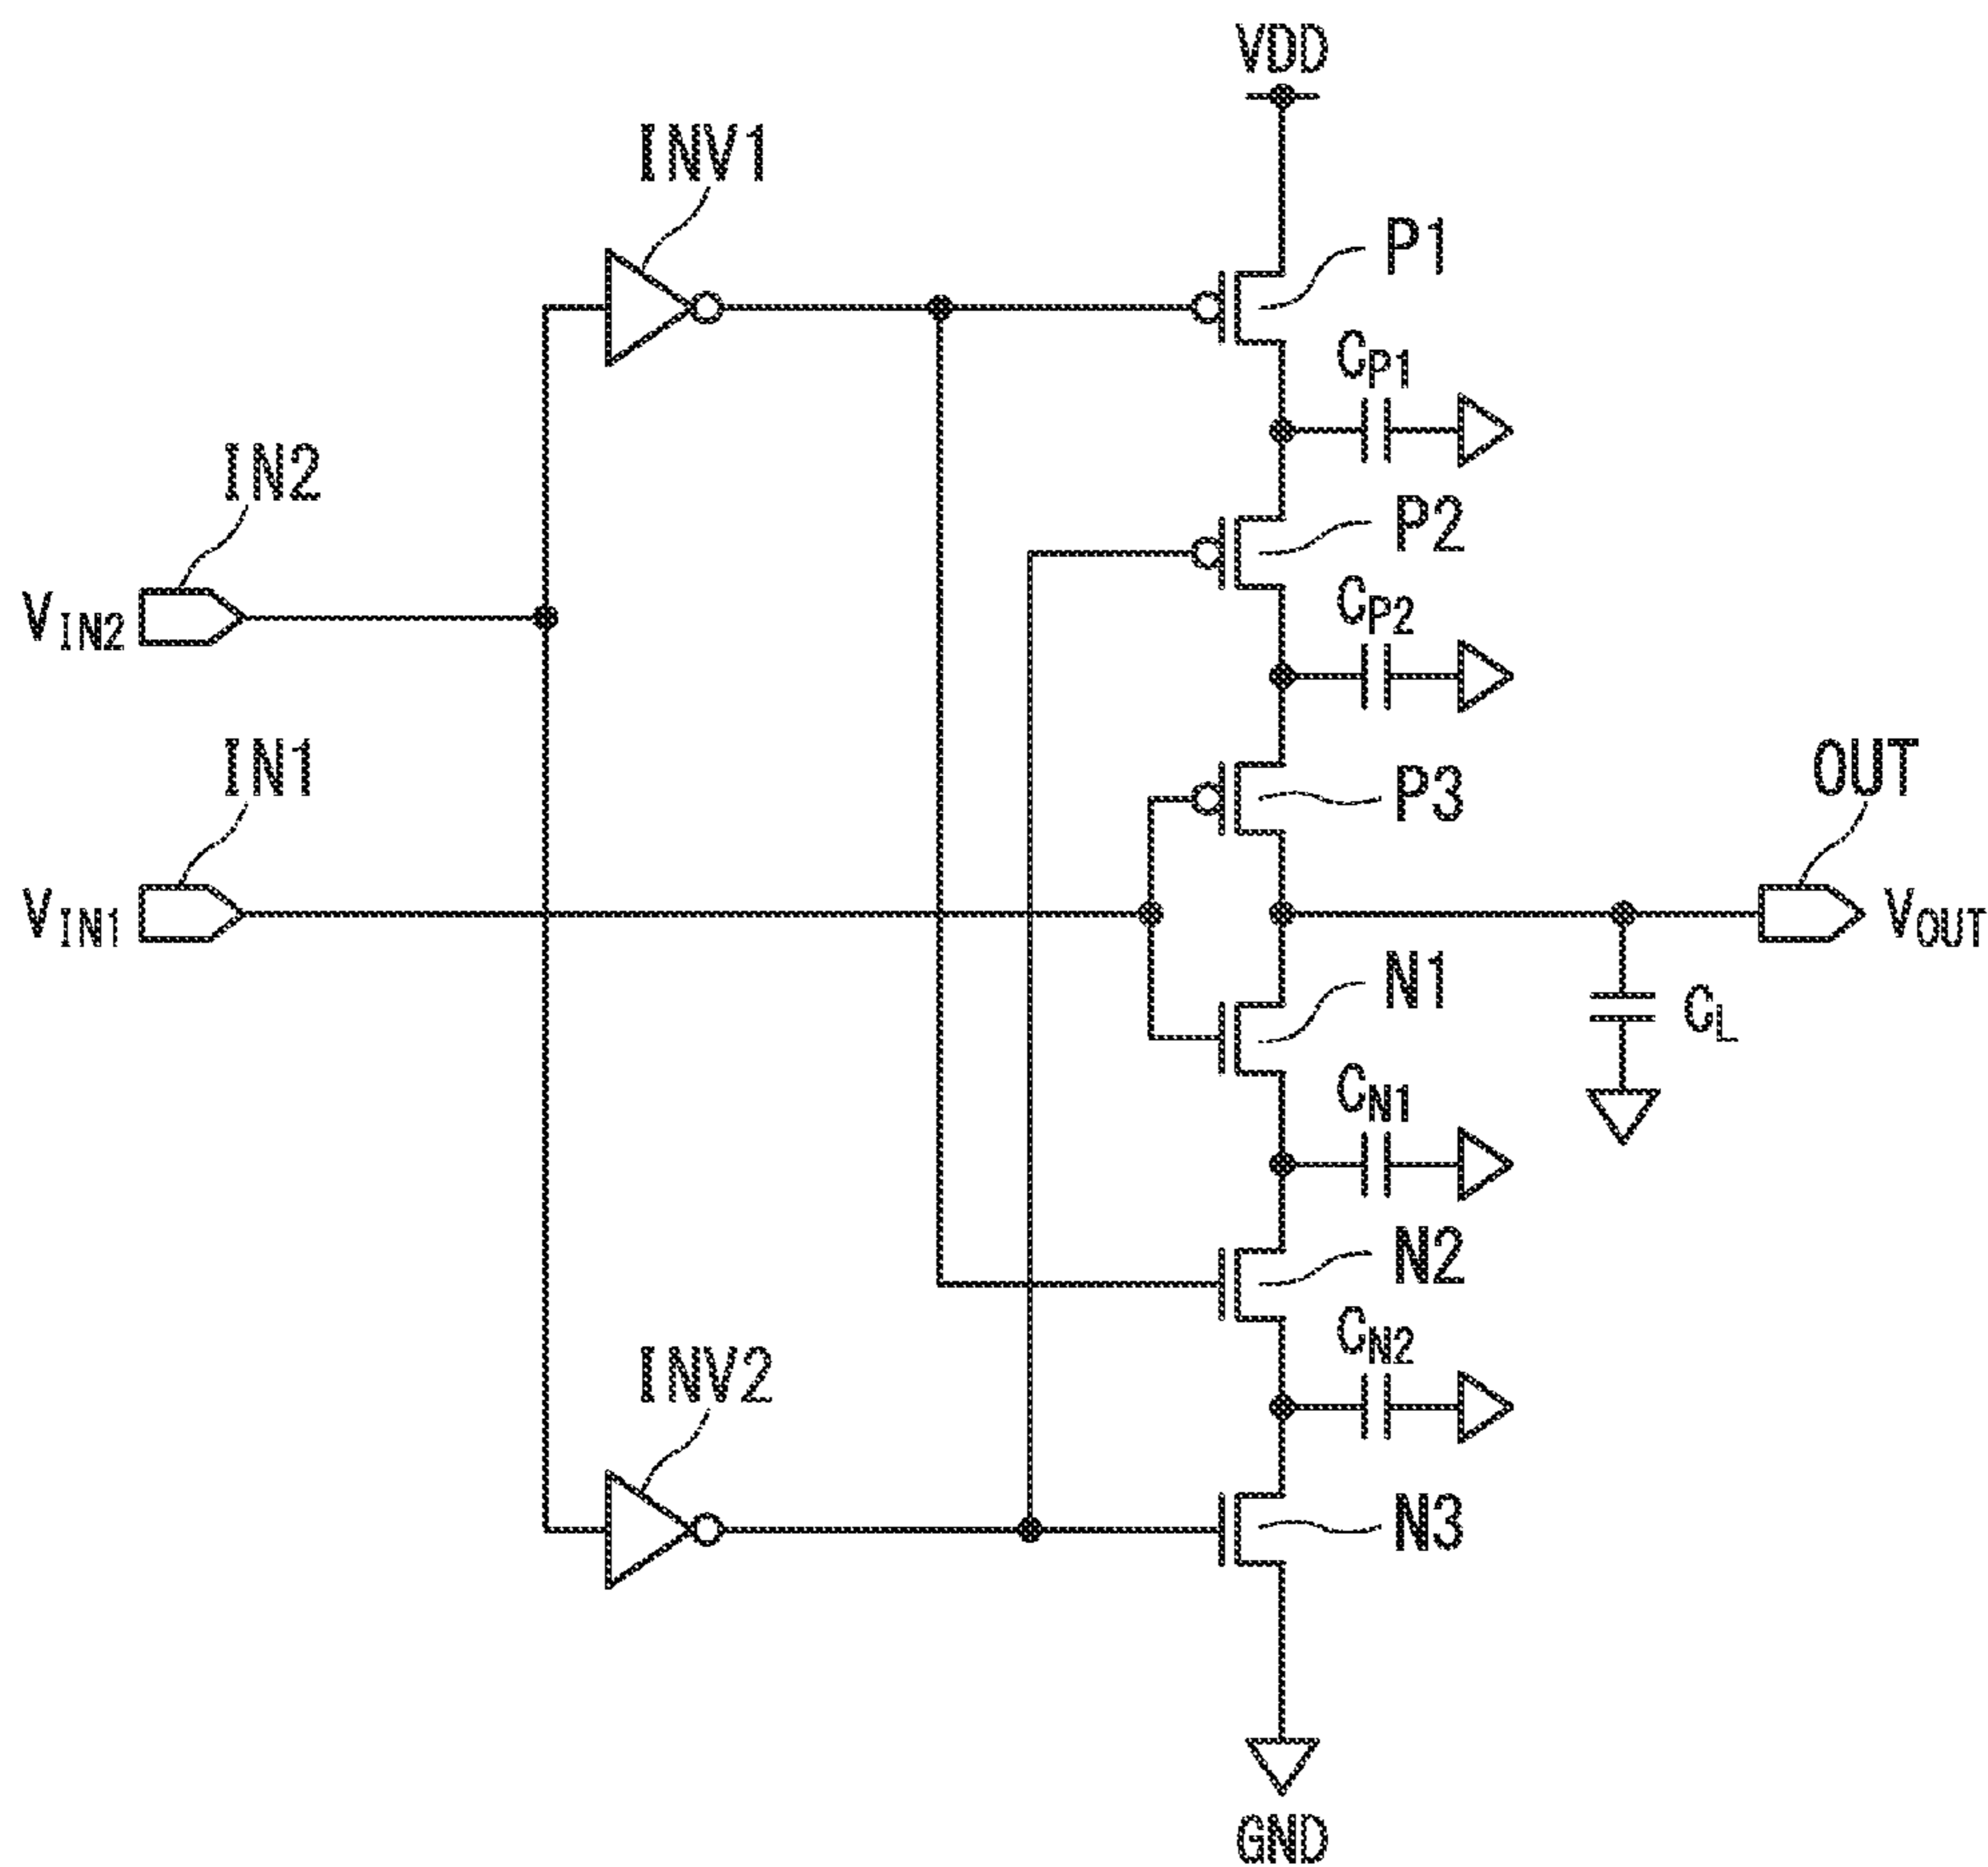 VDD
INV1
P1
CP1
IN2
P2
VIN2
CP2
IN1
P3
OUT
VIN1
VOUT
N1
CL
CN1
N2
CN2
INV2
N3
GND